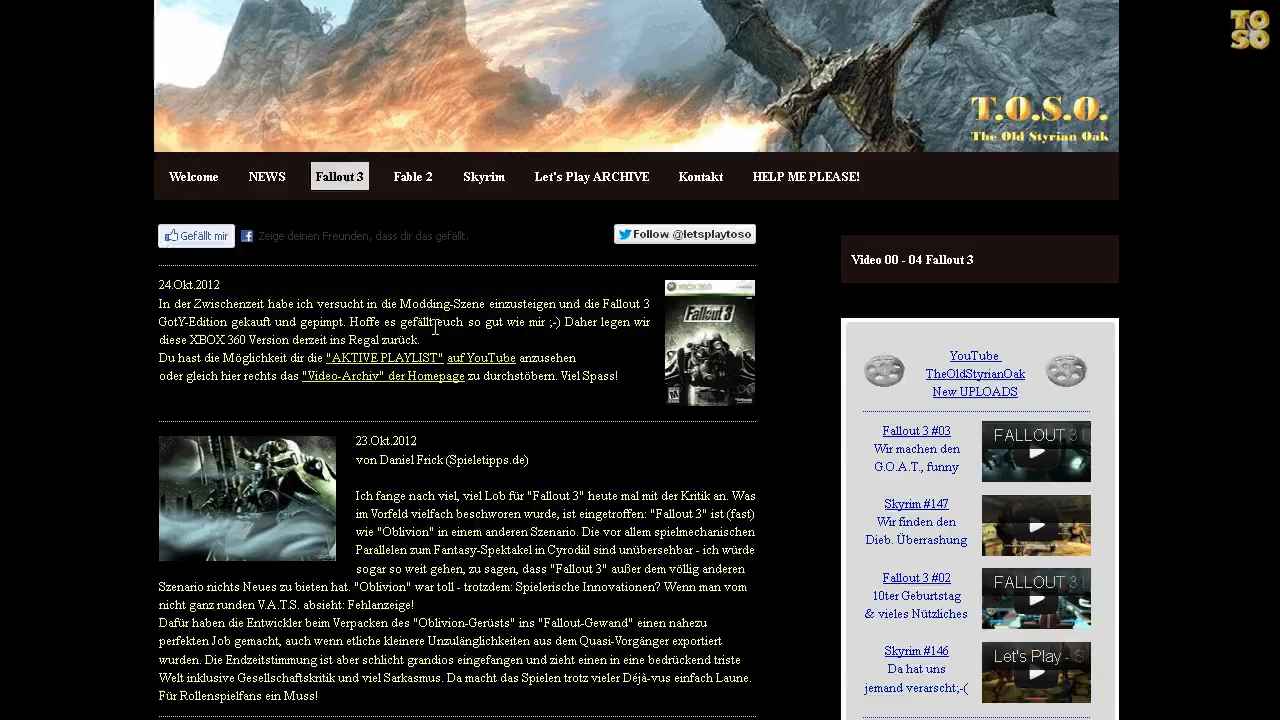 TO
SO
T.O.S.O.
The Old Styrian Oak
Welcome NEWS Fallout 3 Fable 2 Skyrim Let's Play ARCHIVE Kontakt HELP ME PLEASE!
Gefällt mir Zeige deinen Freunden, dass dir das gefällt. Follow @letsplaytoso
24.Okt.2012
In der Zwischenzeit habe ich versucht in die Modding-Szene einzusteigen und die Fallout 3
GotY-Edition gekauft und gepimpt. Hoffe es gefällt euch so gut wie mir ;-) Daher legen wir
diese XBOX 360 Version derzeit ins Regal zurück.
Du hast die Möglichkeit dir die "AKTIVE PLAYLIST" auf YouTube anzusehen
oder gleich hier rechts das "Video-Archiv" der Homepage zu durchstöbern. Viel Spass!
XBOX 360
Fallout 3
23.Okt.2012
von Daniel Frick (Spieletipps.de)
Ich fange nach viel, viel Lob für "Fallout 3" heute mal mit der Kritik an. Was
im Vorfeld vielfach beschworen wurde, ist eingetroffen: "Fallout 3" ist (fast)
wie "Oblivion" in einem anderen Szenario. Die vor allem spielmechanischen
Parallelen zum Fantasy-Spektakel in Cyrodiil sind unübersehbar - ich würde
sogar so weit gehen, zu sagen, dass "Fallout 3" außer dem völlig anderen
Szenario nichts Neues zu bieten hat. "Oblivion" war toll - trotzdem: Spielerische Innovationen? Wenn man vom
nicht ganz runden V.A.T.S. absieht: Fehlanzeige!
Dafür haben die Entwickler beim Verpacken des "Oblivion-Gerüsts" ins "Fallout-Gewand" einen nahezu
perfekten Job gemacht, auch wenn etliche kleinere Unzulänglichkeiten aus dem Quasi-Vorgänger exportiert
wurden. Die Endzeitstimmung ist aber schlicht grandios eingefangen und zieht einen in eine bedrückend triste
Welt inklusive Gesellschaftskritik und viel Sarkasmus. Da macht das Spielen trotz vieler Déjà-vus einfach Laune.
Für Rollenspielfans ein Muss!
Video 00 - 04 Fallout 3
YouTube
TheOldStyrianOak
New UPLOADS
Fallout 3 #03
Wir machen den
G.O.A.T., funny
FALLOUT 3
Skyrim #147
Wir finden den
Dieb. Überrashung
Fallout 3 #02
10ter Geburtstag
& vieles Nützliches
FALLOUT 3
Skyrim #146
Da hat uns
jemand verarscht;-(
Let's Play - S